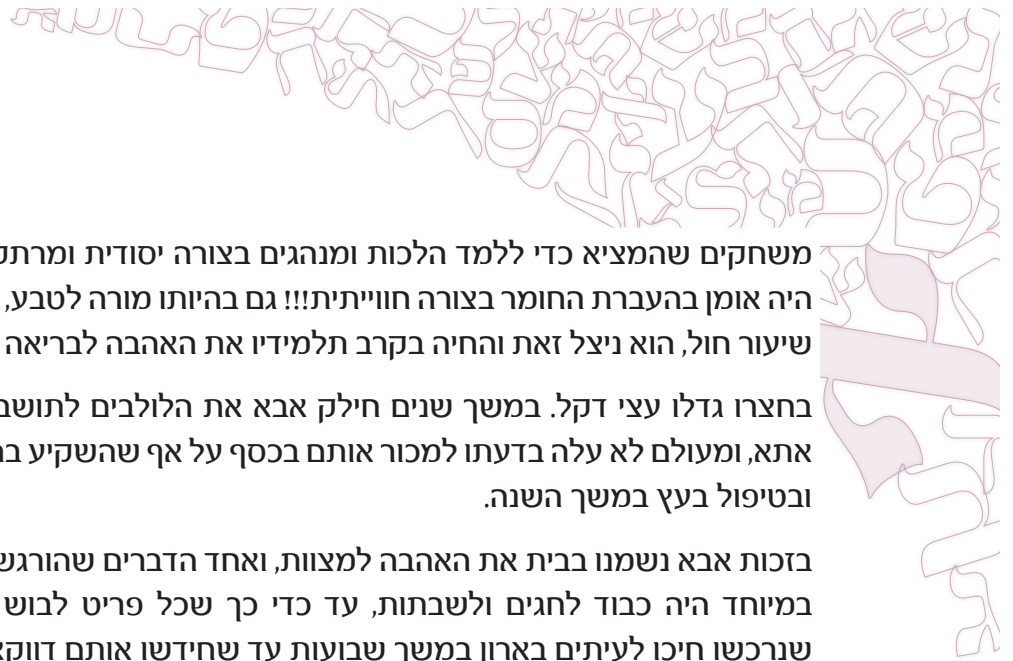 משחקים שהמציא כדי ללמד הלכות ומנהגים בצורה יסודית
היה אומן בהעברת החומר בצורה חווייתית!!! גם בהיותו מורה לטבע,
שיעור חול, הוא ניצל זאת והחיה בקרב תלמידיו את האהבה לבריאה
בחצרו גדלו עצי דקל. במשך שנים חילק אבא את הלולבים
אתא, ומעולם לא עלה בדעתו למכור אותם בכסף על אף שהשקיע
ובטיפול בעץ במשך השנה.
בזכות אבא נשמנו בבית את האהבה למצוות, ואחד הדברים
במיוחד היה כבוד לחגים ולשבתות, עד כדי כך שכל פריט לבוש
שנרכשו חיכו לעיתים בארון במשך שבועות עד שחידשו אותם